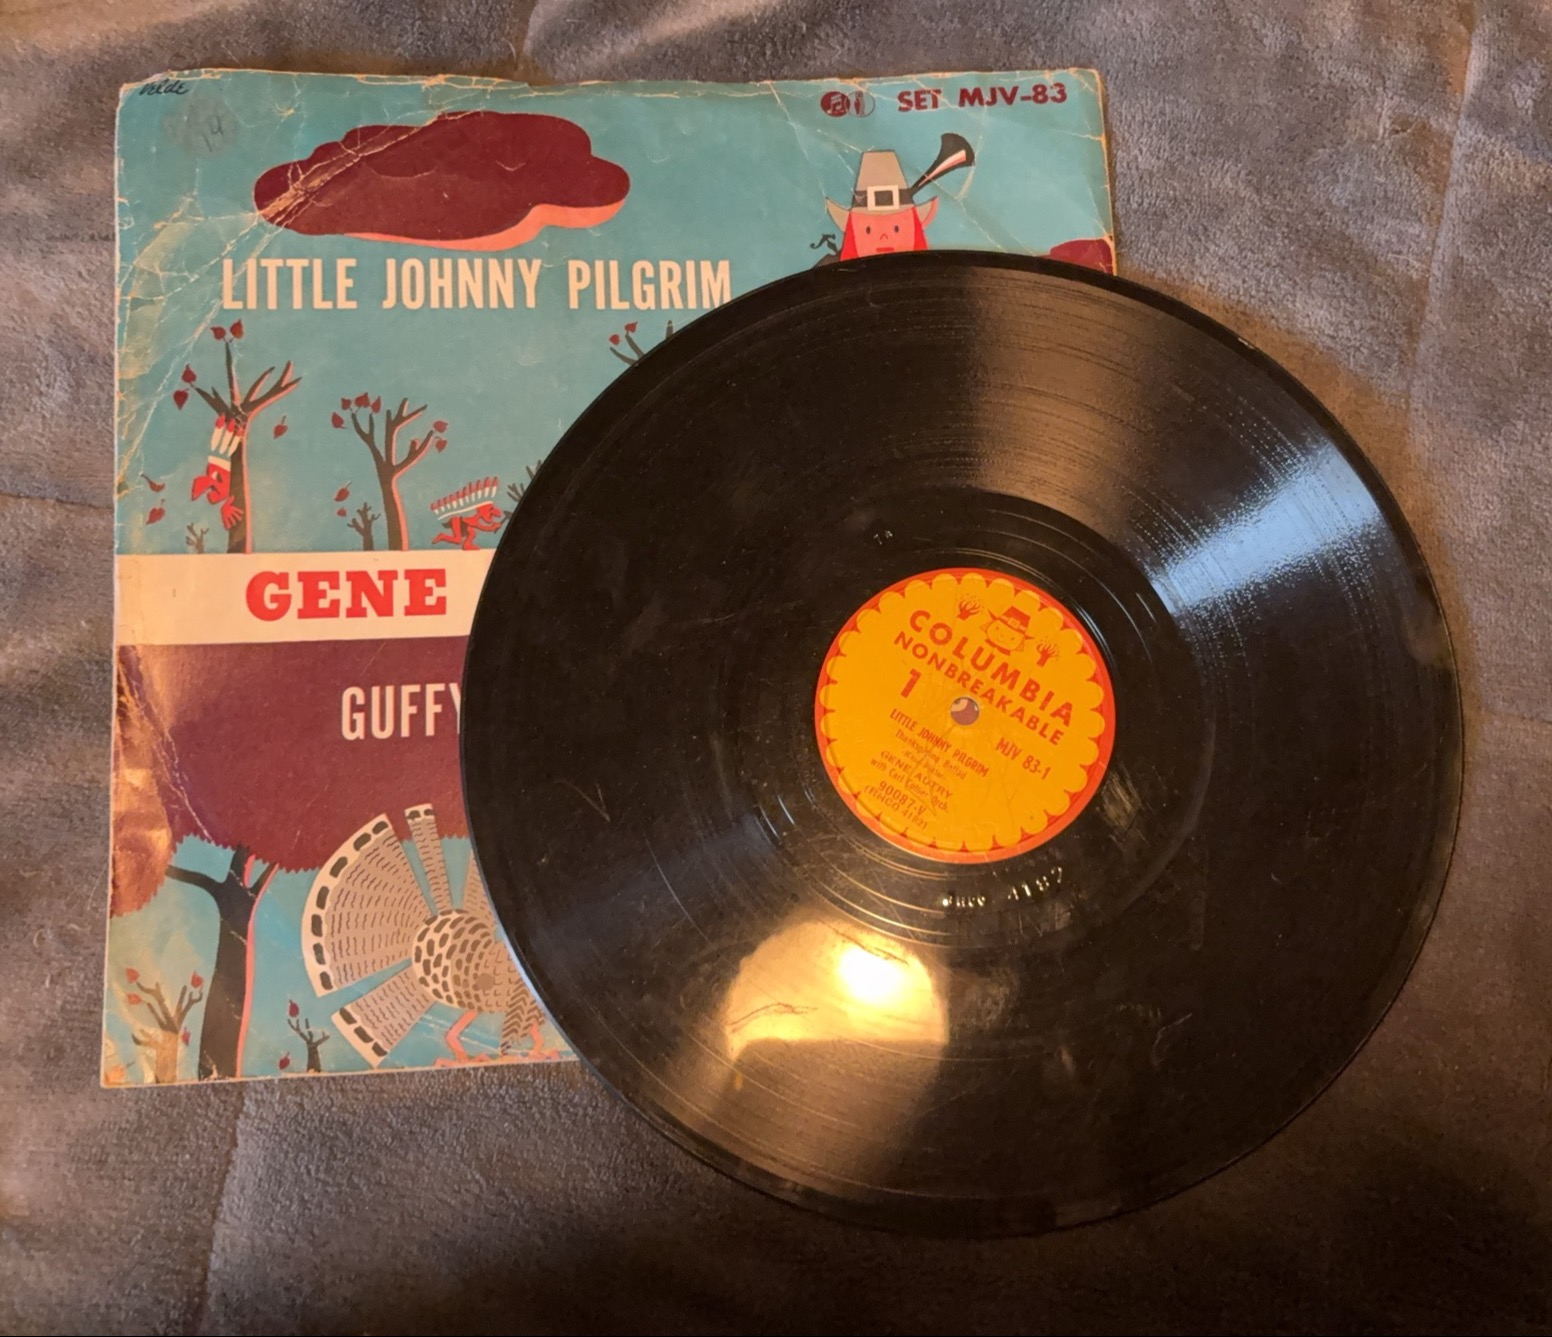 SET MJV-83
LITTLE JOHNNY PILGRIM
GENE
GUFFY
COLUMBIA
NONBREAKABLE
1
MJV 83-1
LITTLE JOHNNY PILGRIM
GENE AUTRY